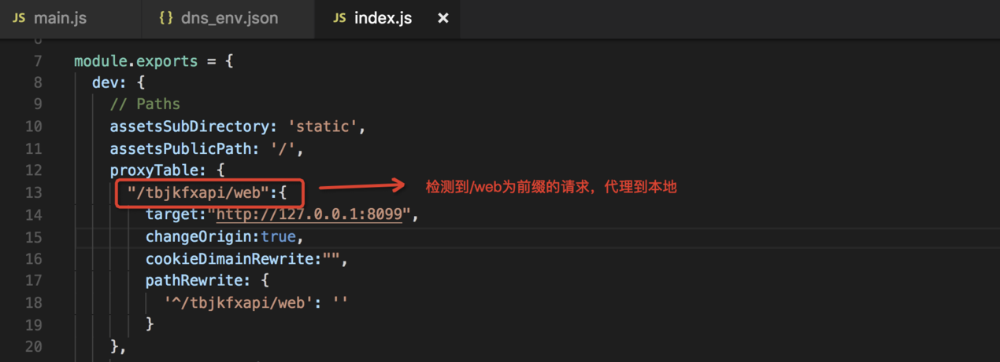 JS main.js {} dns_env.json JS index.js ×
6
7 module.exports = {
8 dev: {
9 // Paths
10 assetsSubDirectory: 'static',
11 assetsPublicPath: '/',
12 proxyTable: {
13 "/tbjkfxapi/web":{ 检测到/web为前缀的请求，代理到本地
14 target:"http://127.0.0.1:8099",
15 changeOrigin:true,
16 cookieDimainRewrite:"",
17 pathRewrite: {
18 '^/tbjkfxapi/web': ''
19 }
20 },